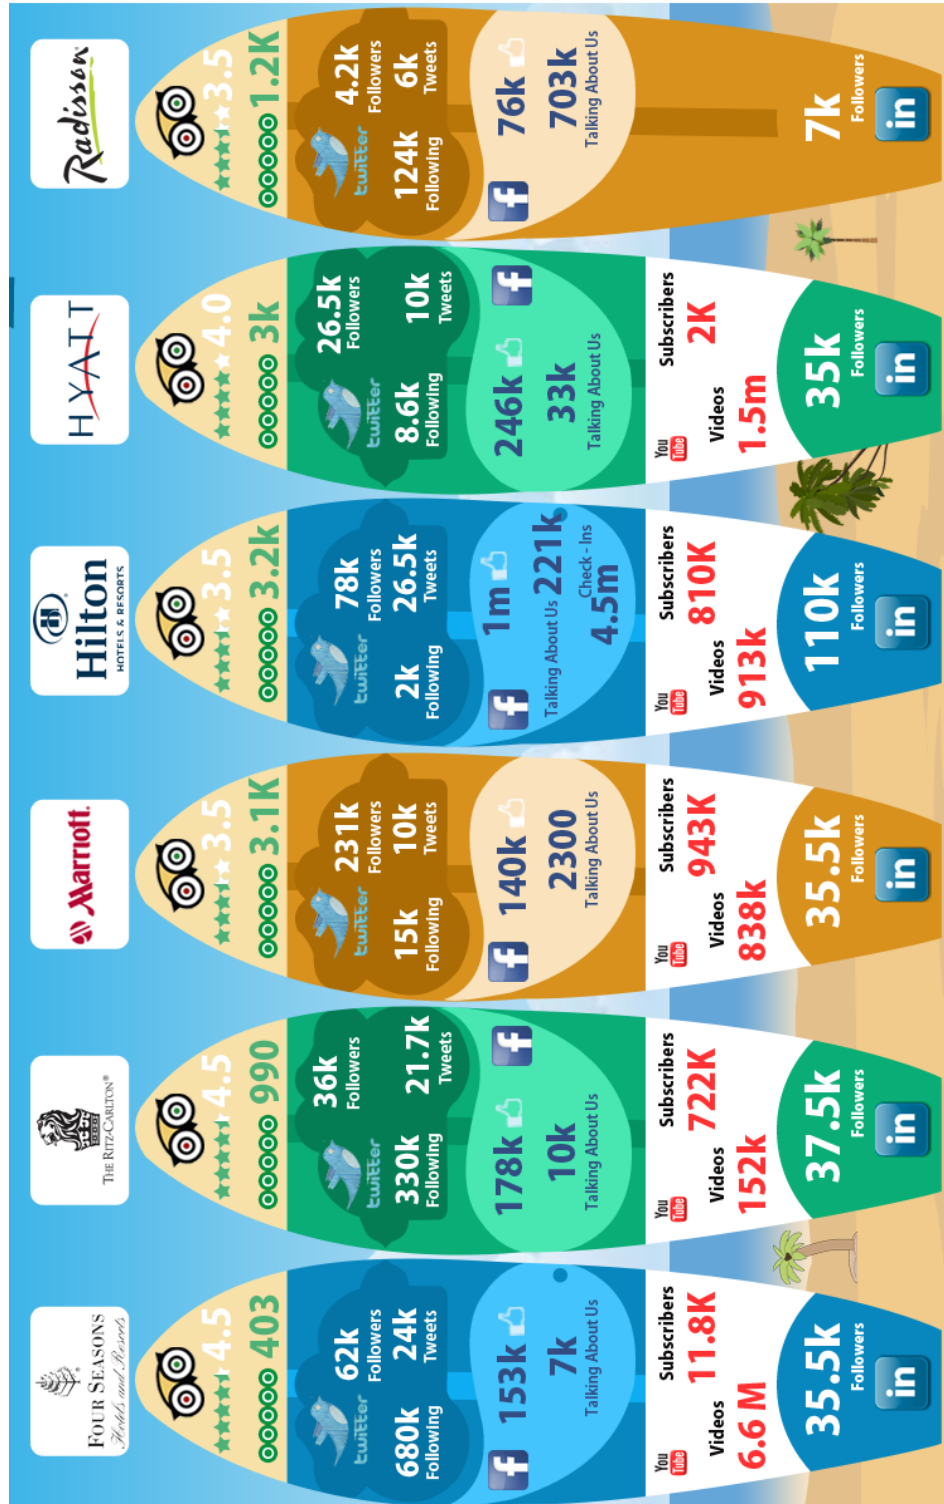 FOUR SEASONS
Hotels and Resorts
4.5
403
twitter
62k
Followers
680k
Following
24k
Tweets
153k
7k
Talking About Us
You
Tube
Subscribers
11.8K
Videos
6.6 M
35.5k
Followers
in
THE RITZ-CARLTON®
4.5
990
twitter
36k
Followers
330k
Following
21.7k
Tweets
178k
f
10k
Talking About Us
You
Tube
Subscribers
722K
Videos
152k
37.5k
Followers
in
Marriott.
3.5
3.1K
twitter
231k
Followers
15k
Following
10k
Tweets
f
140k
2300
Talking About Us
You
Tube
Subscribers
943K
Videos
838k
35.5k
Followers
in
Hilton
HOTELS & RESORTS
3.5
3.2k
twitter
78k
Followers
2k
Following
26.5k
Tweets
f
1m
Talking About Us 221k
Check - Ins
4.5m
You
Tube
Subscribers
810K
Videos
913k
110k
Followers
in
HYATT
4.0
3k
twitter
26.5k
Followers
8.6k
Following
10k
Tweets
246k
f
33k
Talking About Us
You
Tube
Subscribers
2K
Videos
1.5m
35k
Followers
in
Radisson
3.5
1.2K
twitter
4.2k
Followers
124k
Following
6k
Tweets
f
76k
703k
Talking About Us
7k
Followers
in